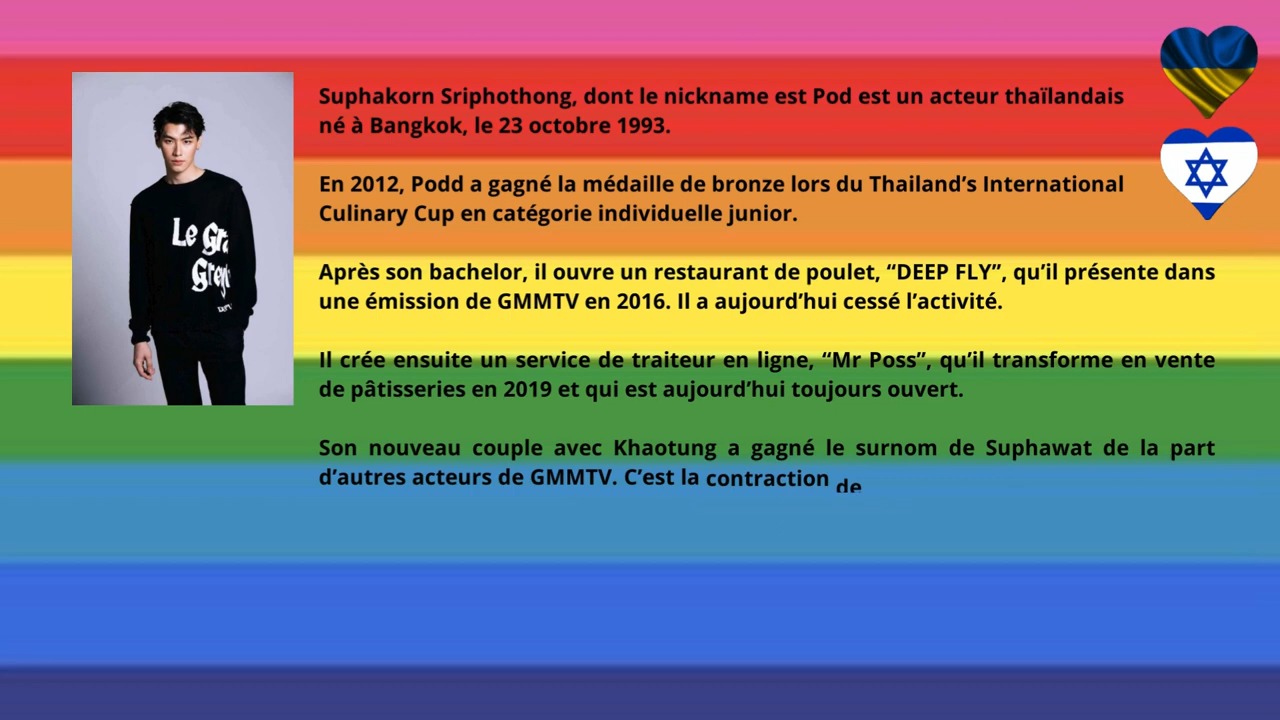 Suphakorn Sriphothong, dont le nickname est Pod est un acteur thaïlandais
né à Bangkok, le 23 octobre 1993.
En 2012, Podd a gagné la médaille de bronze lors du Thailand’s International
Culinary Cup en catégorie individuelle junior.
Après son bachelor, il ouvre un restaurant de poulet, “DEEP FLY”, qu’il présente dans
une émission de GMMTV en 2016. Il a aujourd’hui cessé l’activité.
Il crée ensuite un service de traiteur en ligne, “Mr Poss”, qu’il transforme en vente
de pâtisseries en 2019 et qui est aujourd’hui toujours ouvert.
Son nouveau couple avec Khaotung a gagné le surnom de Suphawat de la part
d’autres acteurs de GMMTV. C’est la contraction de
Le